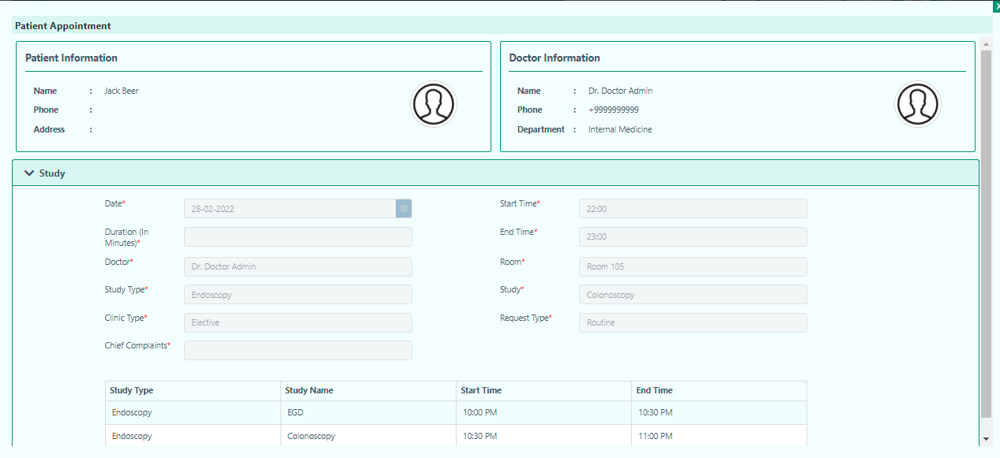 X
Patient Appointment
Patient Information
Name : Jack Beer
Phone :
Address :
Doctor Information
Name : Dr. Doctor Admin
Phone : +9999999999
Department : Internal Medicine
Study
Date* 28-02-2022
Start Time* 22:00
Duration (In
Minutes)*
End Time* 23:00
Doctor* Dr. Doctor Admin
Room* Room 105
Study Type* Endoscopy
Study* Colonoscopy
Clinic Type* Elective
Request Type* Routine
Chief Complaints*
Study Type Study Name Start Time End Time
Endoscopy EGD 10:00 PM 10:30 PM
Endoscopy Colonoscopy 10:30 PM 11:00 PM